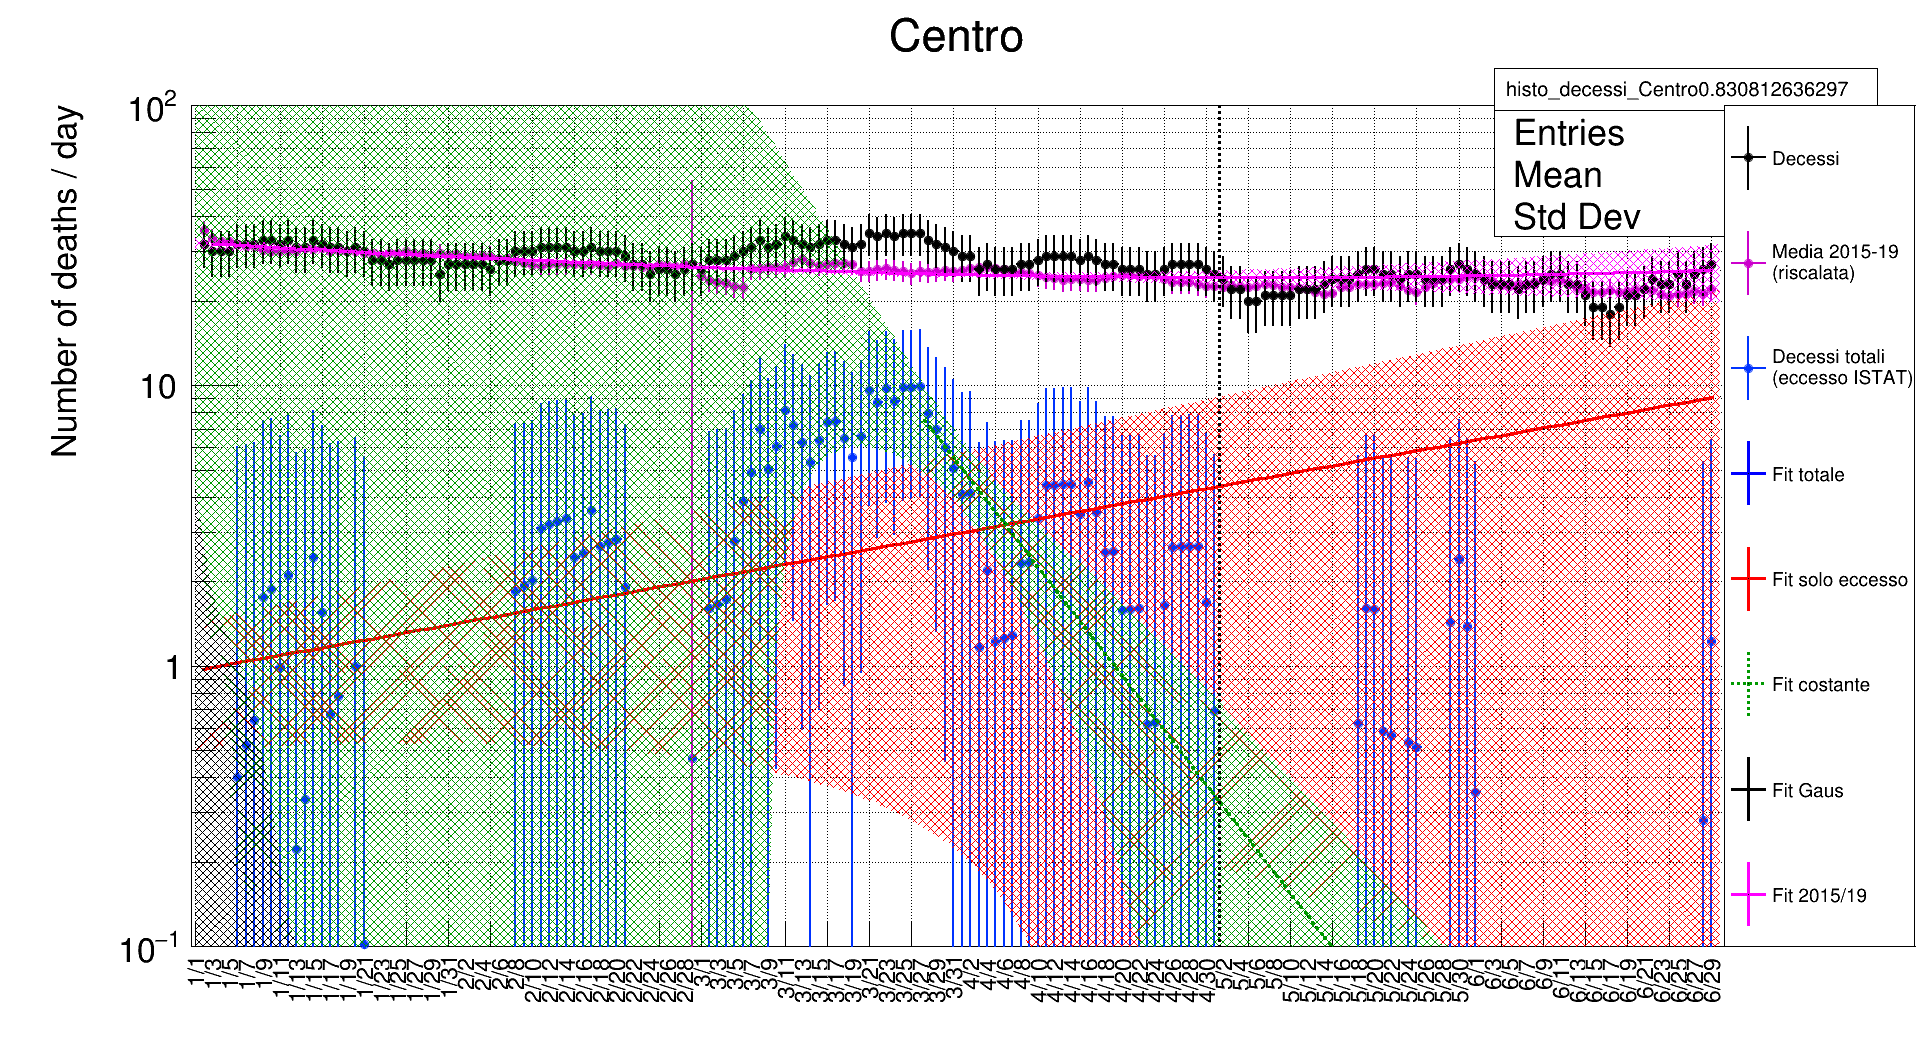 Centro
histo_decessi_Centro0.830812636297
Entries
Mean
Std Dev
Number of deaths / day
10²
10
1
10⁻¹
Decessi
Media 2015-19
(riscalata)
Decessi totali
(eccesso ISTAT)
Fit totale
Fit solo eccesso
Fit costante
Fit Gaus
Fit 2015/19
1/1 1/3 1/5 1/7 1/9 1/11 1/13 1/15 1/17 1/19 1/21 1/23 1/25 1/27 1/29 1/31 2/2 2/4 2/6 2/8 2/10 2/12 2/14 2/16 2/18 2/20 2/22 2/24 2/26 2/28 3/1 3/3 3/5 3/7 3/9 3/11 3/13 3/15 3/17 3/19 3/21 3/23 3/25 3/27 3/29 3/31 4/2 4/4 4/6 4/8 4/10 4/12 4/14 4/16 4/18 4/20 4/22 4/24 4/26 4/28 4/30 5/2 5/4 5/6 5/8 5/10 5/12 5/14 5/16 5/18 5/20 5/22 5/24 5/26 5/28 5/30 6/1 6/3 6/5 6/7 6/9 6/11 6/13 6/15 6/17 6/19 6/21 6/23 6/25 6/27 6/29